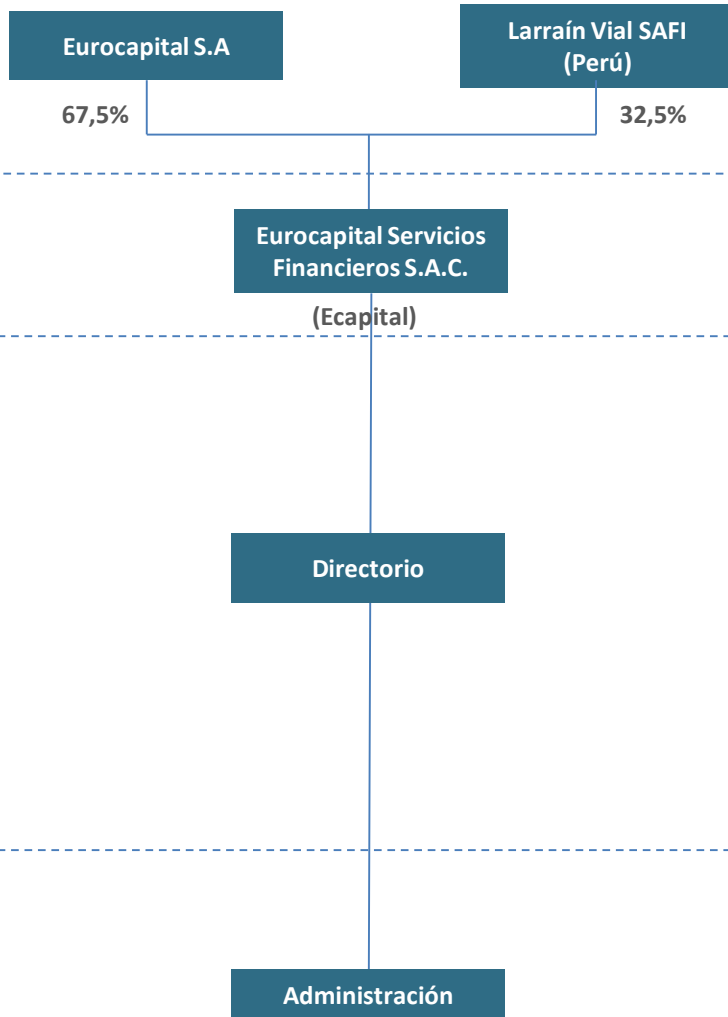 Eurocapital S.A
Larraín Vial SAFI
(Perú)
67,5%
32,5%
Eurocapital Servicios
Financieros S.A.C.
(Ecapital)
Directorio
Administración